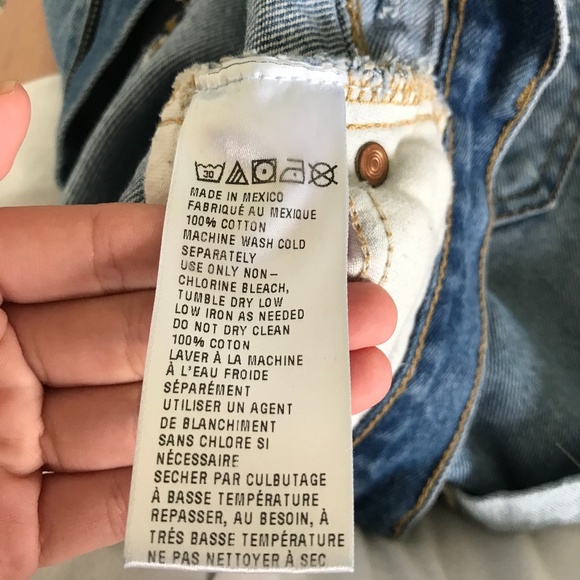 30
MADE IN MEXICO
FABRIQUÉ AU MEXIQUE
100% COTTON
MACHINE WASH COLD
SEPARATELY
USE ONLY NON-
CHLORINE BLEACH,
TUMBLE DRY LOW
LOW IRON AS NEEDED
DO NOT DRY CLEAN
100% COTON
LAVER À LA MACHINE
À L'EAU FROIDE
SÉPARÉMENT
UTILISER UN AGENT
DE BLANCHIMENT
SANS CHLORE SI
NÉCESSAIRE
SECHER PAR CULBUTAGE
À BASSE TEMPÉRATURE
REPASSER, AU BESOIN, À
TRÉS BASSE TEMPÉRATURE
NE PAS NETTOYER À SEC